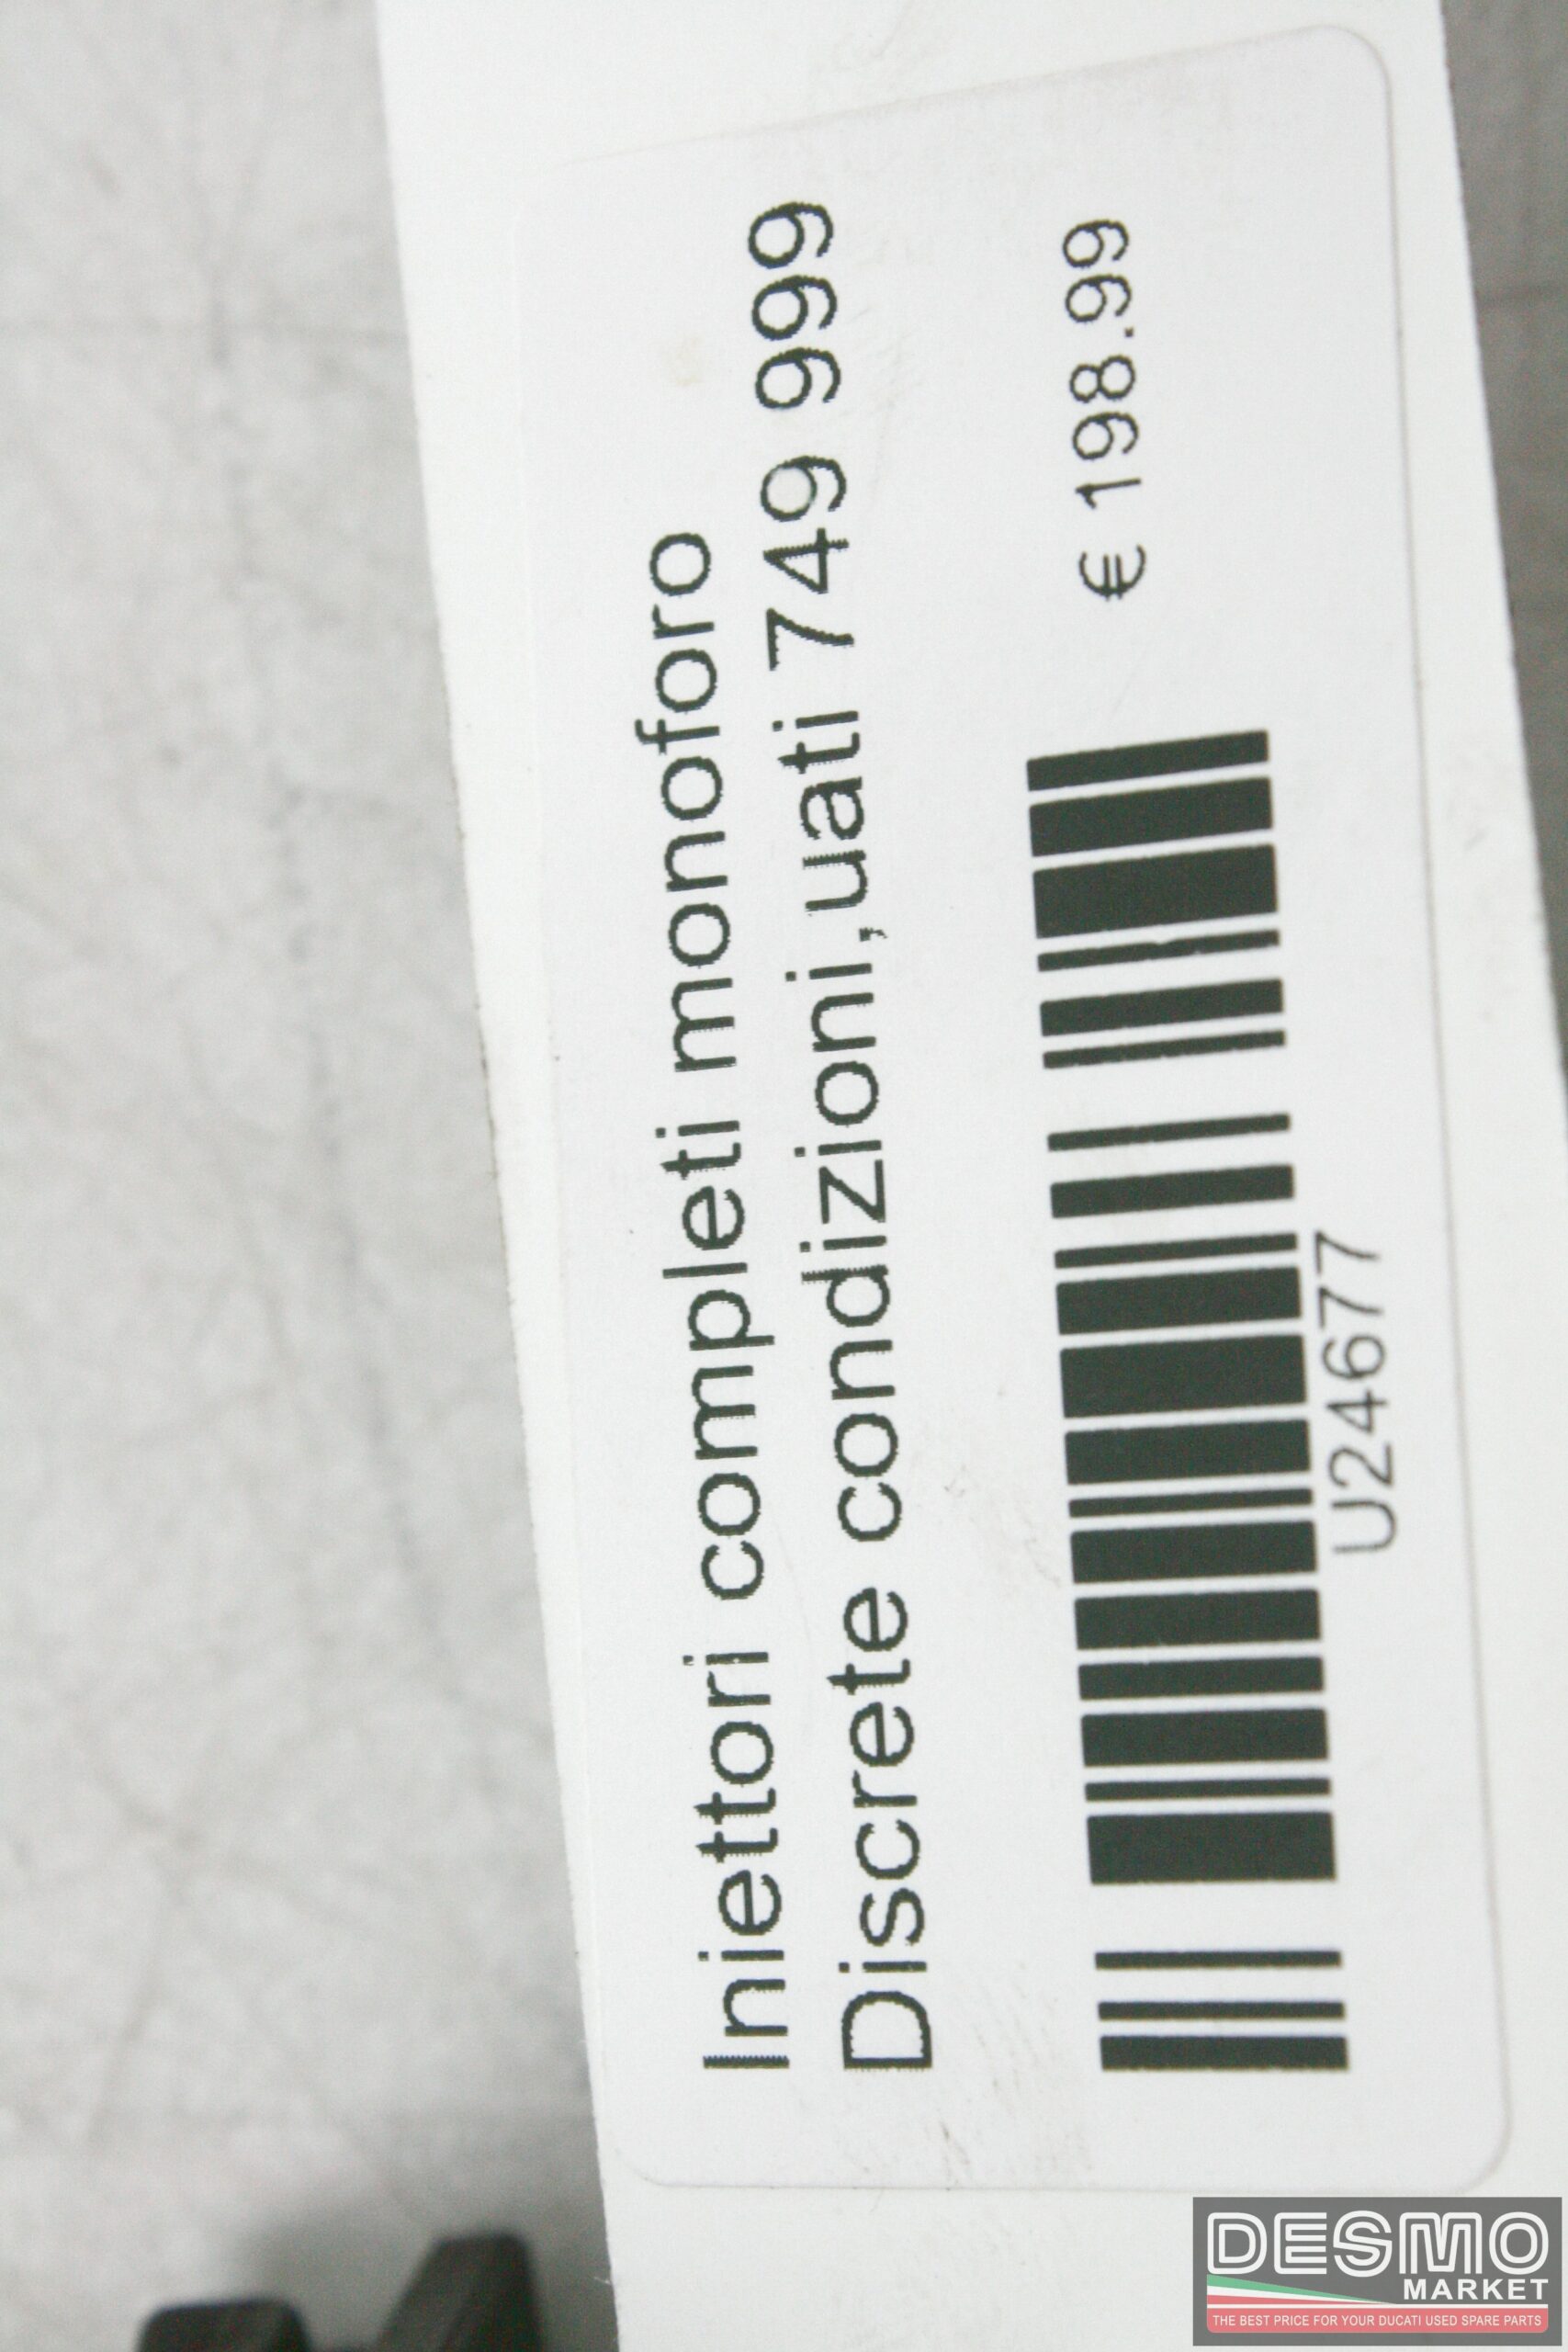 Iniettori completi monoforo
Discrete condizioni,uati 749 999
€ 198.99
U24677
DESMO
MARKET
THE BEST PRICE FOR YOUR DUCATI USED SPARE PARTS